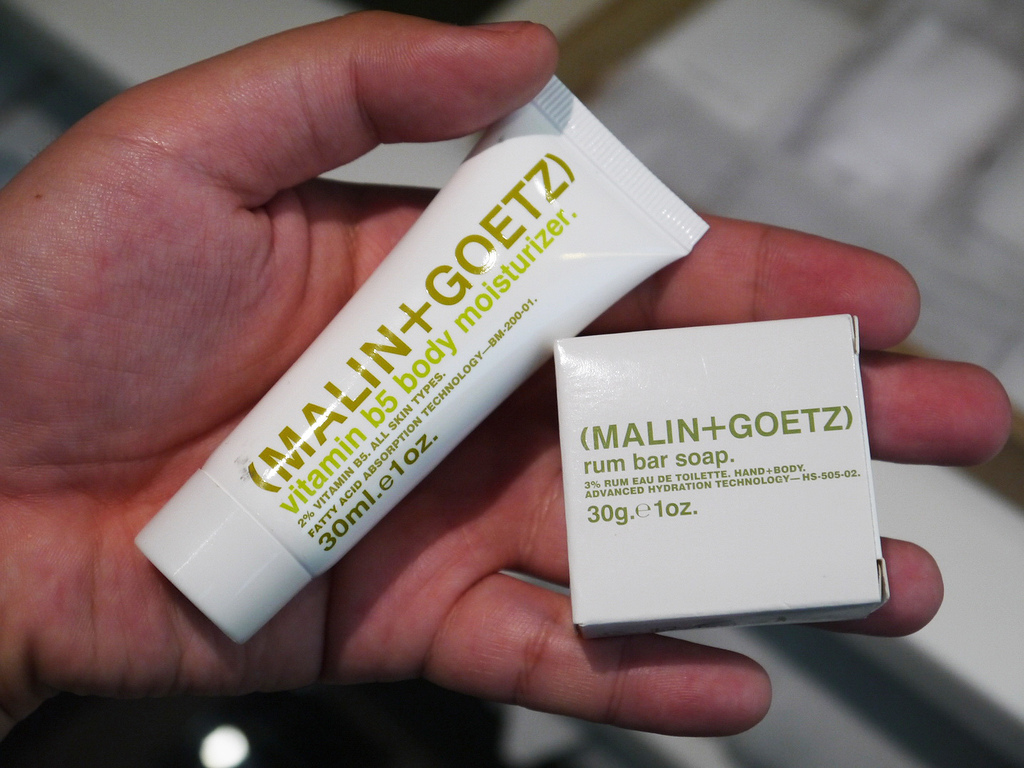 (MALIN+GOETZ)
vitamin b5 body moisturizer.
2% VITAMIN B5. ALL SKIN TYPES.
FATTY ACID ABSORPTION TECHNOLOGY—BM-200-01.
30ml.℮1oz.
(MALIN+GOETZ)
rum bar soap.
3% RUM EAU DE TOILETTE. HAND+BODY.
ADVANCED HYDRATION TECHNOLOGY—HS-505-02.
30g.℮1oz.